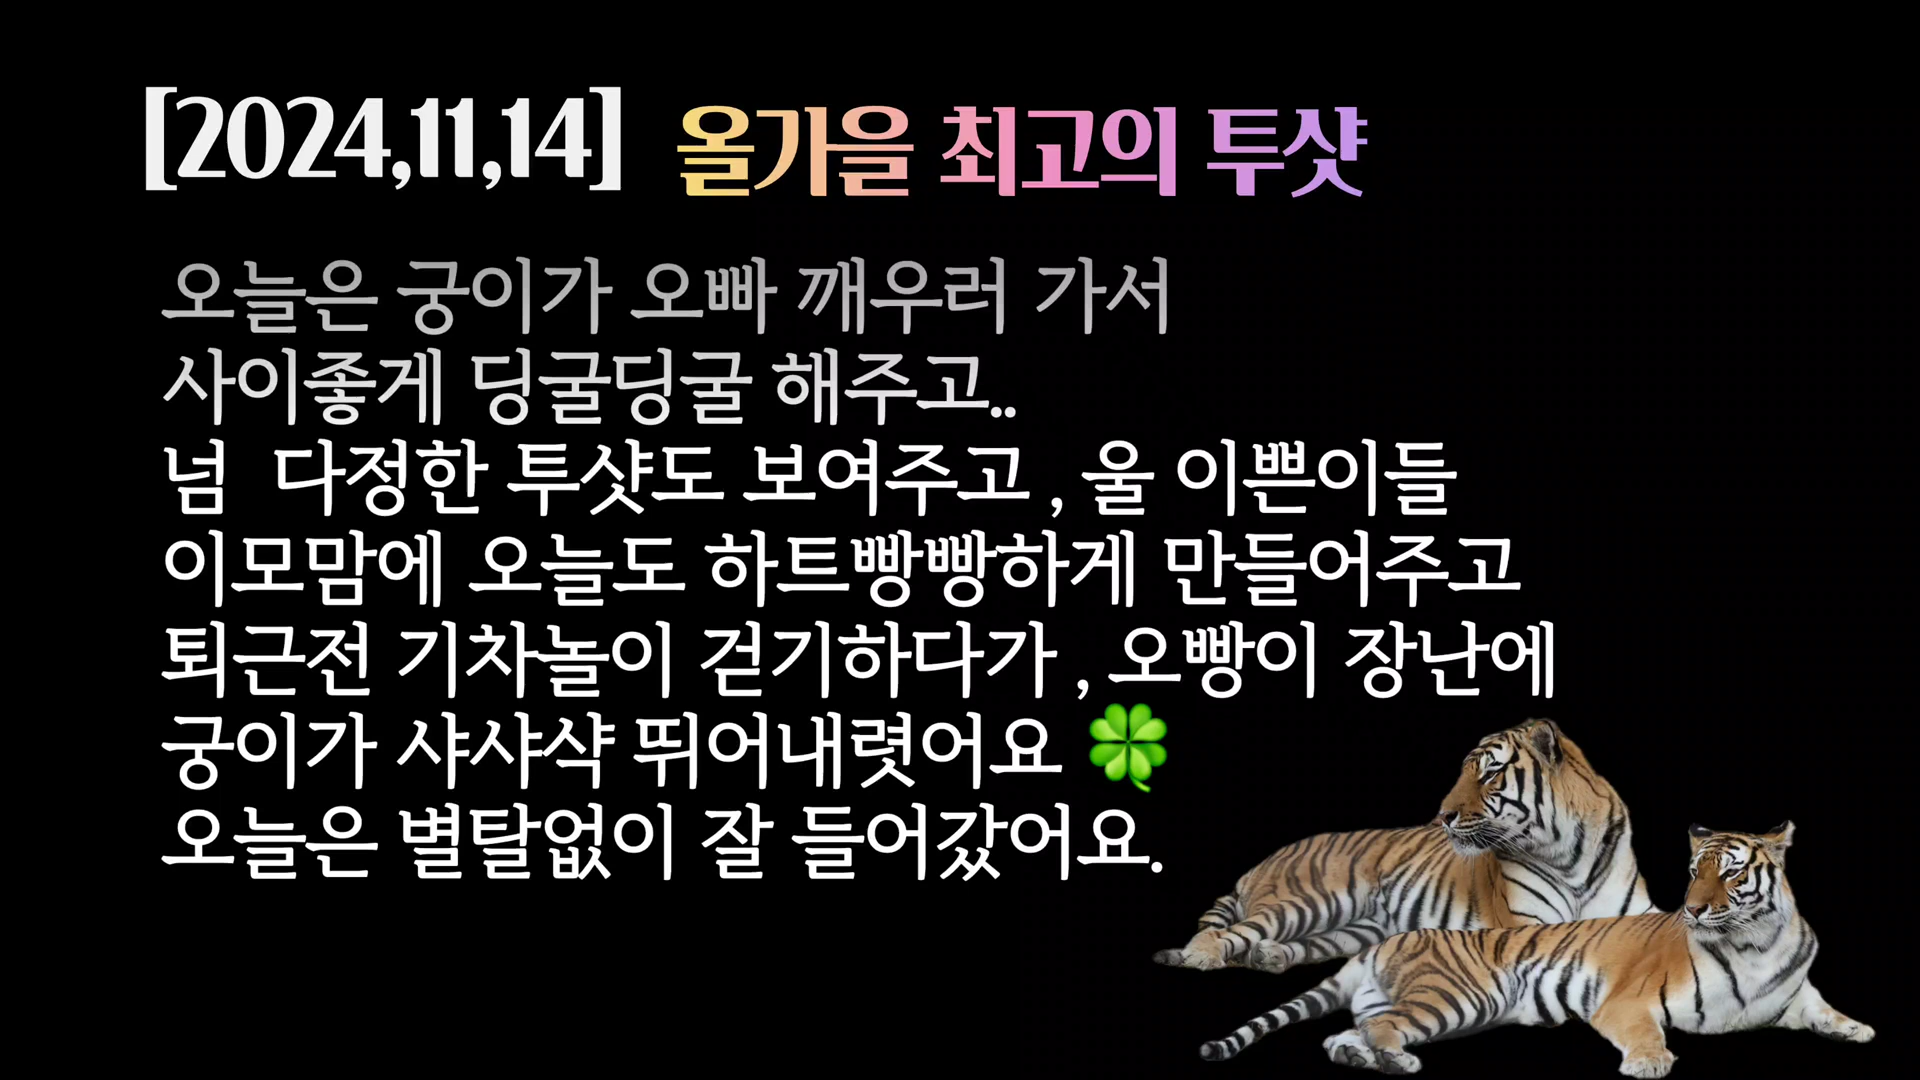 [2024,11,14] 올가을 최고의 투샷
오늘은 궁이가 오빠 깨우러 가서
사이좋게 딩굴딩굴 해주고..
넘 다정한 투샷도 보여주고 , 울 이쁜이들
이모맘에 오늘도 하트빵빵하게 만들어주고
퇴근전 기차놀이 걷기하다가 , 오빵이 장난에
궁이가 샤샤샥 뛰어내렷어요 🍀
오늘은 별탈없이 잘 들어갔어요.